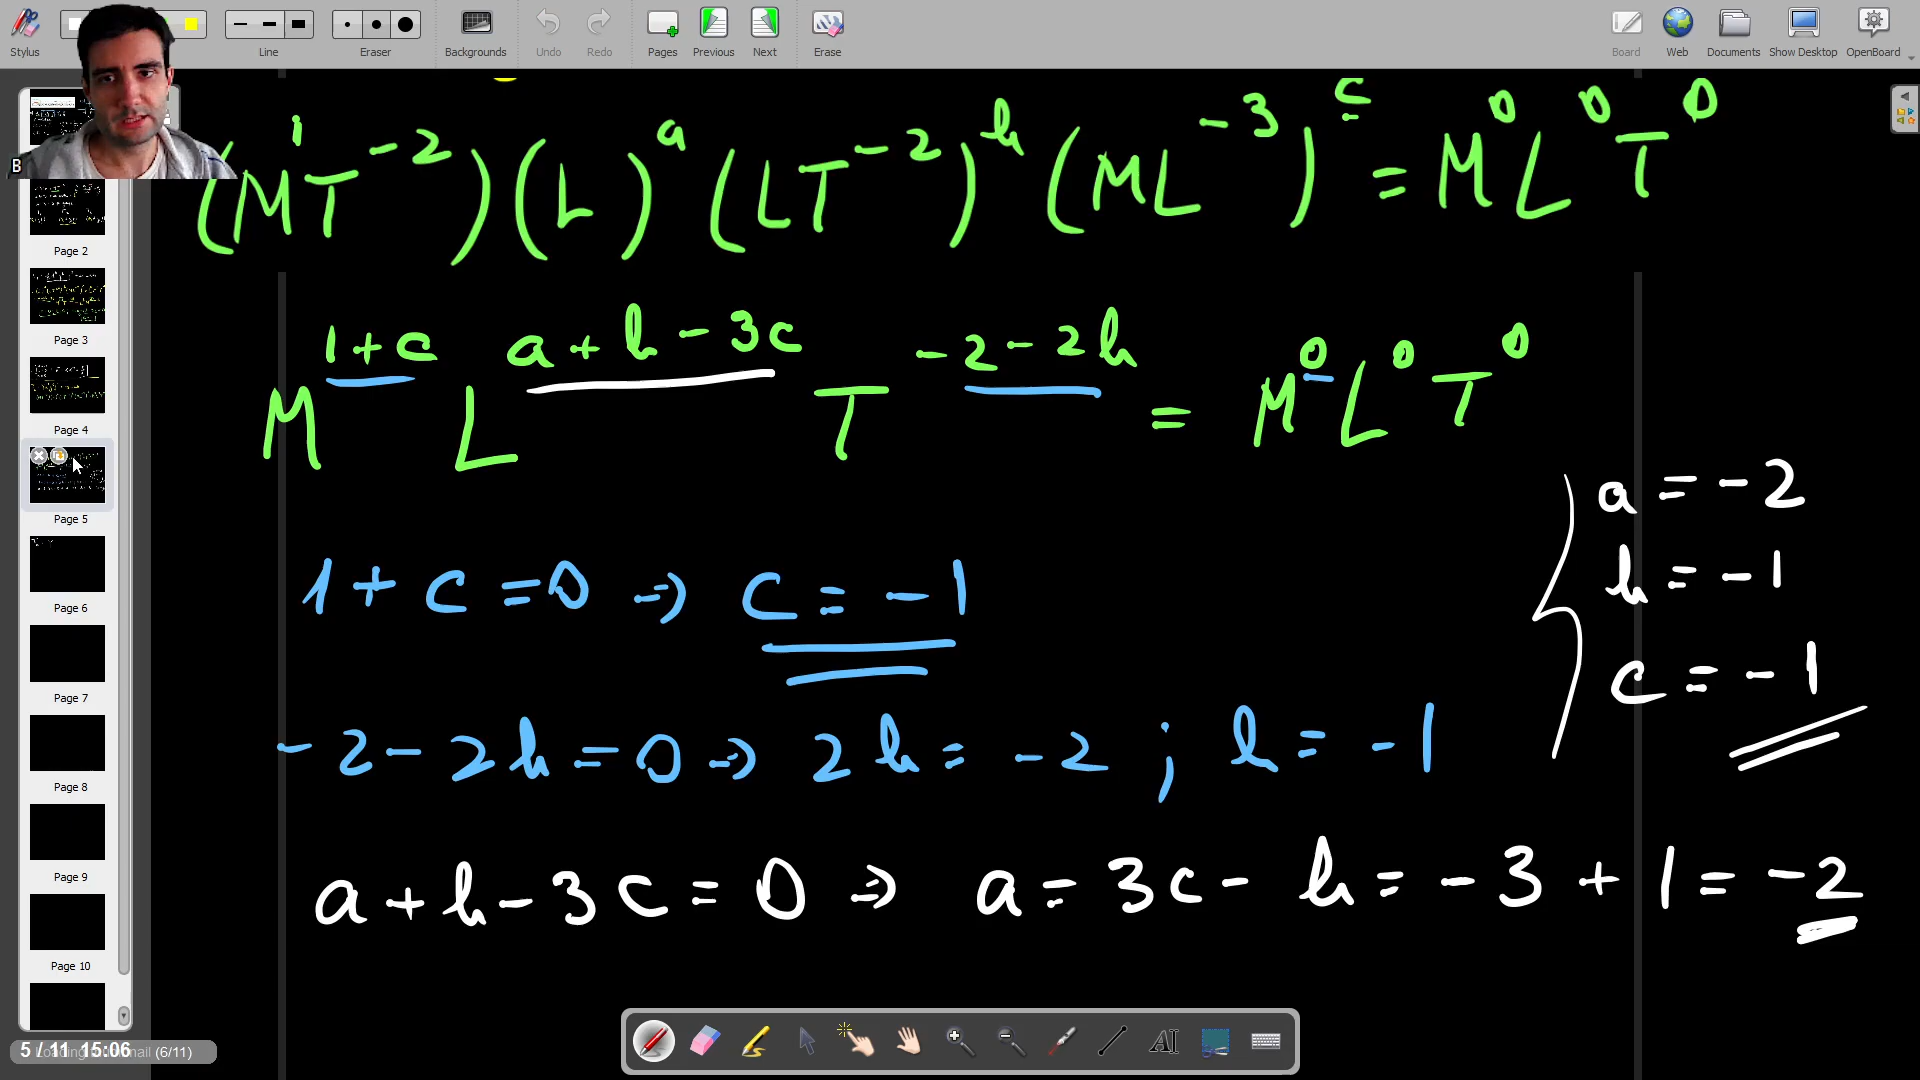 Stylus
Line
Eraser
Backgrounds
Undo
Redo
Pages
Previous
Next
Erase
Board
Web
Documents
Show Desktop
OpenBoard
B
Page 2
Page 3
Page 4
Page 5
Page 6
Page 7
Page 8
Page 9
Page 10
5 / 11 15:06
(6/11)
(M¹T⁻²)(L)ᵃ(LT⁻²)ᵇ(ML⁻³)ᶜ = M⁰L⁰T⁰
M^(1+c) L^(a+b-3c) T^(-2-2b) = M⁰L⁰T⁰
1+c=0 ⇒ c=-1
-2-2b=0 ⇒ 2b=-2 ; b=-1
a+b-3c=0 ⇒ a=3c-b=-3+1=-2
a=-2
b=-1
c=-1
AI